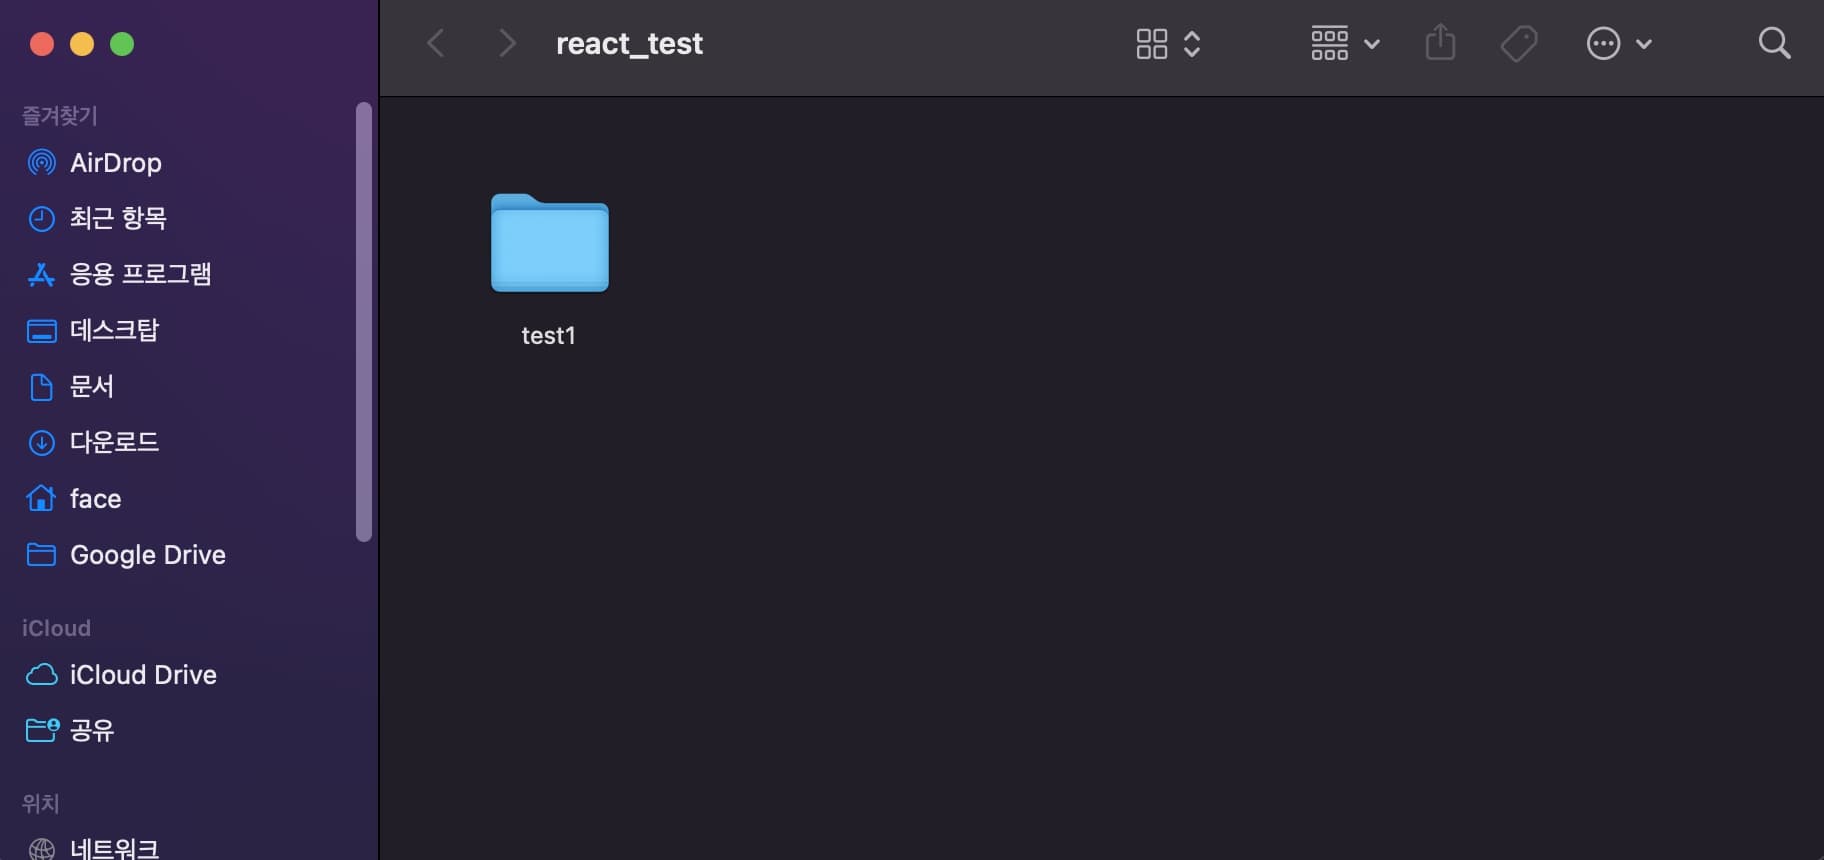 react_test
즐겨찾기
AirDrop
최근 항목
응용 프로그램
데스크탑
문서
다운로드
face
Google Drive
iCloud
iCloud Drive
공유
위치
네트워크
test1